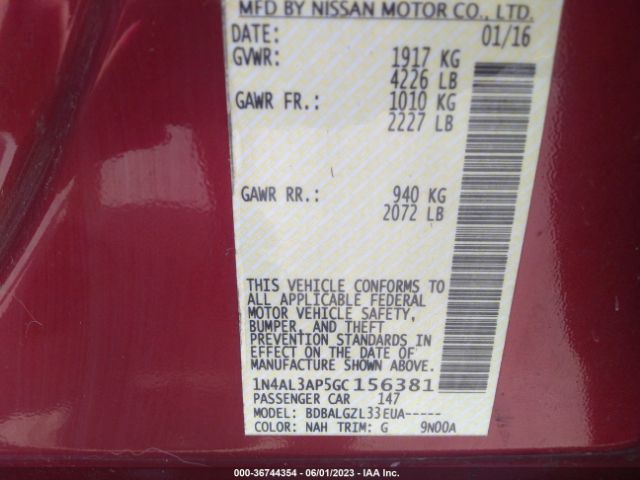 MFD BY NISSAN MOTOR CO., LTD.
DATE: 01/16
GVWR: 1917 KG
4226 LB
GAWR FR.: 1010 KG
2227 LB
GAWR RR.: 940 KG
2072 LB
THIS VEHICLE CONFORMS TO
ALL APPLICABLE FEDERAL
MOTOR VEHICLE SAFETY,
BUMPER, AND THEFT
PREVENTION STANDARDS IN
EFFECT ON THE DATE OF
MANUFACTURE SHOWN ABOVE.
1N4AL3AP5GC156381
PASSENGER CAR 147
MODEL: BDBALGZL33EUA-----
COLOR: NAH TRIM: G 9N00A
000-36744354 | 06/01/2023 - IAA Inc.